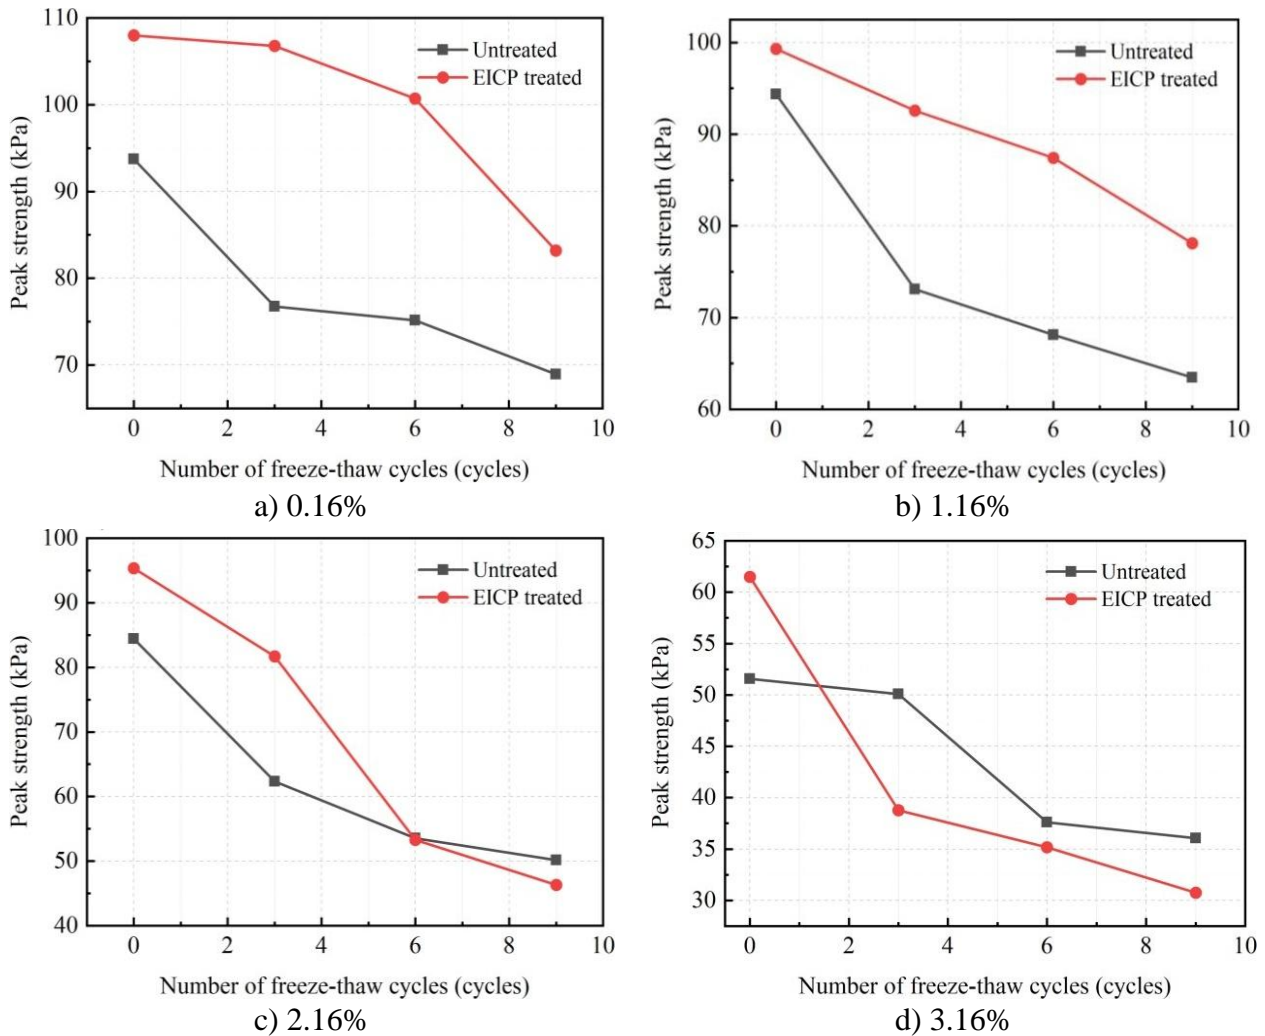 110
100
90
80
70
Peak strength (kPa)
Untreated
EICP treated
0 2 4 6 8 10
Number of freeze-thaw cycles (cycles)
a) 0.16%
100
90
80
70
60
Peak strength (kPa)
Untreated
EICP treated
0 2 4 6 8 10
Number of freeze-thaw cycles (cycles)
b) 1.16%
100
90
80
70
60
50
40
Peak strength (kPa)
Untreated
EICP treated
0 2 4 6 8 10
Number of freeze-thaw cycles (cycles)
c) 2.16%
65
60
55
50
45
40
35
30
Peak strength (kPa)
Untreated
EICP treated
0 2 4 6 8 10
Number of freeze-thaw cycles (cycles)
d) 3.16%